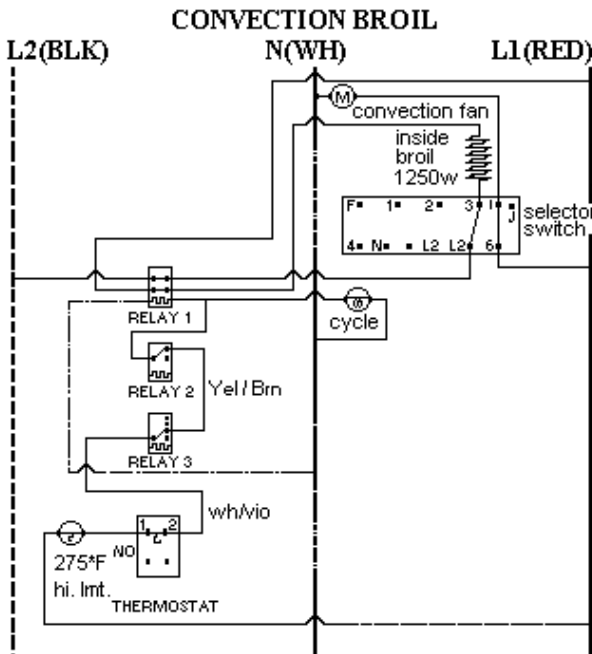 CONVECTION BROIL
L2(BLK) N(WH) L1(RED)
M
convection fan
inside
broil
1250w
F 1 2 3 I J
selector
switch
4 N L2 L2 6
RELAY 1
cycle
RELAY 2
Yel/Brn
RELAY 3
wh/vio
1 2
NO
275*F
hi. lmt.
THERMOSTAT